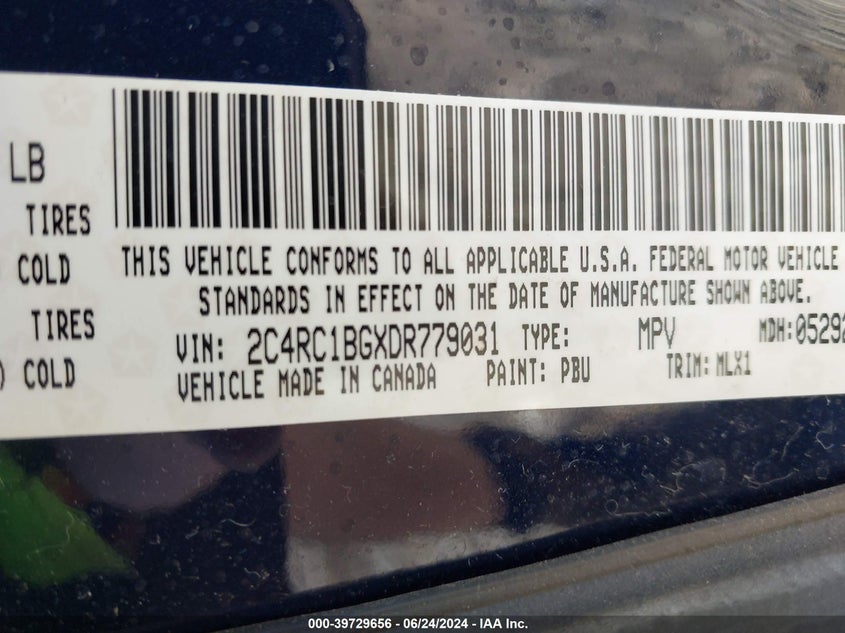 LB
TIRES
COLD
TIRES
) COLD
THIS VEHICLE CONFORMS TO ALL APPLICABLE U.S.A. FEDERAL MOTOR VEHICLE
STANDARDS IN EFFECT ON THE DATE OF MANUFACTURE SHOWN ABOVE.
VIN: 2C4RC1BGXDR779031 TYPE: MPV MDH:05292
VEHICLE MADE IN CANADA PAINT: PBU TRIM: MLX1
000-39729656 / 06/24/2024 - IAA Inc.